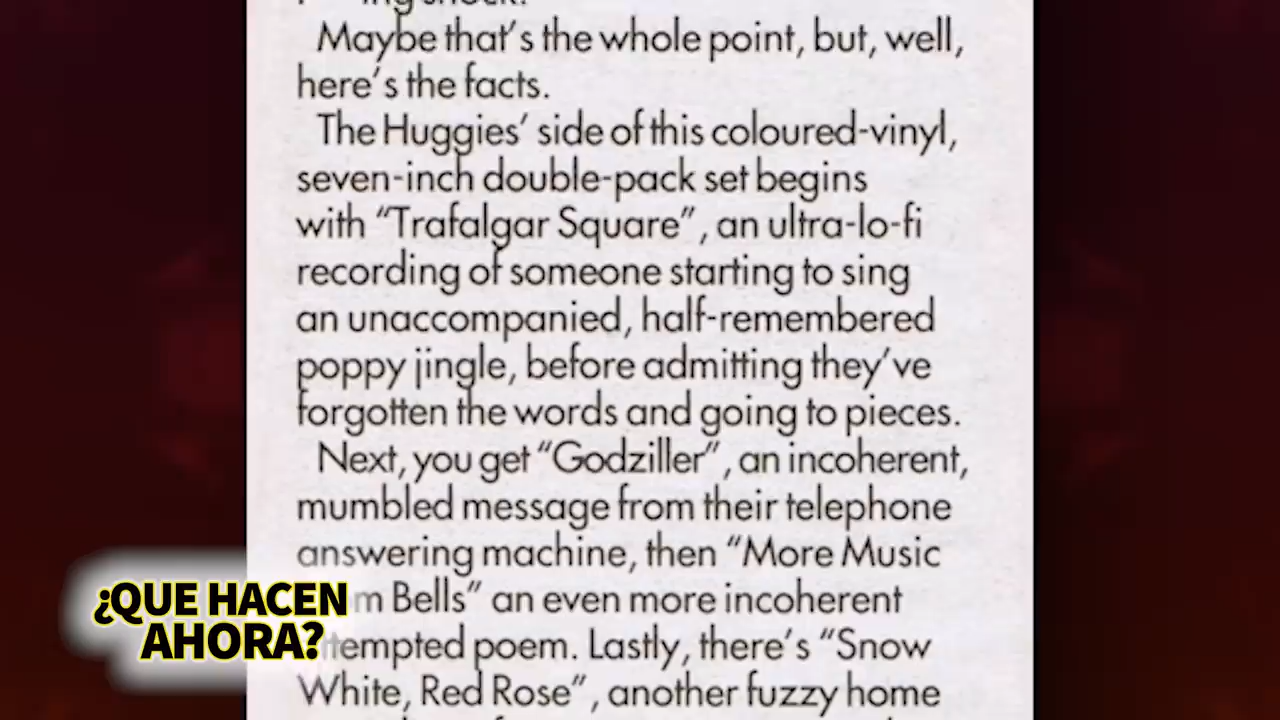 Maybe that's the whole point, but, well,
here's the facts.
The Huggies' side of this coloured-vinyl,
seven-inch double-pack set begins
with “Trafalgar Square”, an ultra-lo-fi
recording of someone starting to sing
an unaccompanied, half-remembered
poppy jingle, before admitting they've
forgotten the words and going to pieces.
Next, you get “Godziller”, an incoherent,
mumbled message from their telephone
answering machine, then “More Music
Bells” an even more incoherent
poem. Lastly, there's “Snow
White, Red Rose”, another fuzzy home
¿QUE HACEN
AHORA?